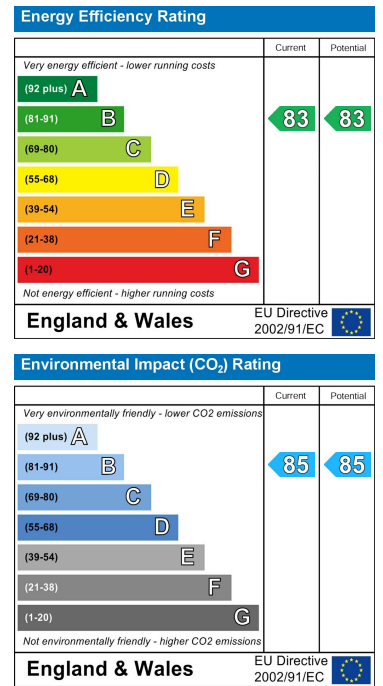 Energy Efficiency Rating
Current Potential
Very energy efficient - lower running costs
(92 plus) A
(81-91) B 83 83
(69-80) C
(55-68) D
(39-54) E
(21-38) F
(1-20) G
Not energy efficient - higher running costs
England & Wales
EU Directive
2002/91/EC
Environmental Impact (CO₂) Rating
Current Potential
Very environmentally friendly - lower CO2 emissions
(92 plus) A
(81-91) B 85 85
(69-80) C
(55-68) D
(39-54) E
(21-38) F
(1-20) G
Not environmentally friendly - higher CO2 emissions
England & Wales
EU Directive
2002/91/EC